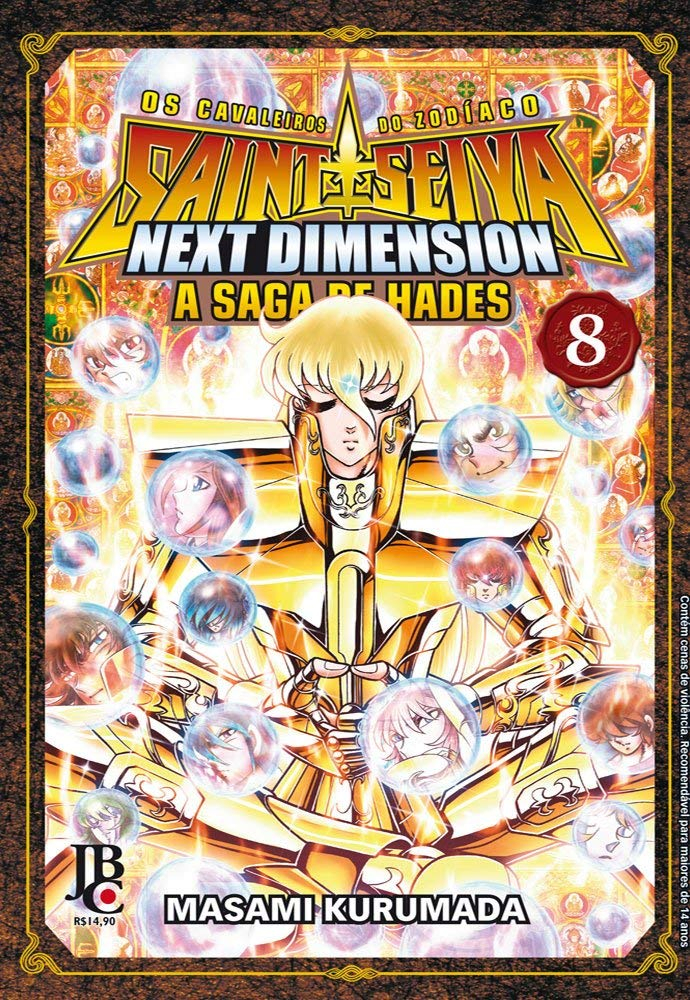 OS CAVALEIROS DO ZODÍACO
SAINT SEIYA
NEXT DIMENSION
A SAGA DE HADES
8
Contém cenas de violência. Recomendável para maiores de 14 anos
JBC
R$14,90
MASAMI KURUMADA